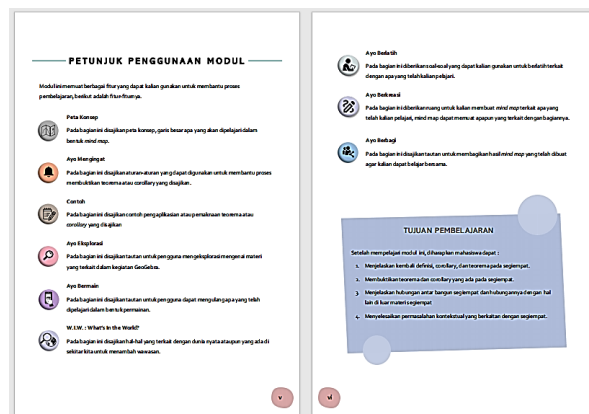 PETUNJUK PENGGUNAAN MODUL
Modul ini memuat berbagai fitur yang dapat kalian gunakan untuk membantu proses
pembelajaran, berikut adalah fitur-fiturnya.
Peta Konsep
Pada bagian ini disajikan peta konsep, garis besar apa yang akan dipelajari dalam
bentuk mind map.
Ayo Mengingat
Pada bagian ini disajikan aturan-aturan yang dapat digunakan untuk membantu proses
membuktikan teorema atau corollary yang disajikan.
Contoh
Pada bagian ini disajikan contoh pengaplikasian atau pemaknaan teorema atau
corollary yang disajikan
Ayo Eksplorasi
Pada bagian ini disajikan tautan untuk pengguna mengeksplorasi mengenai materi
yang terkait dalam kegiatan GeoGebra.
Ayo Bermain
Pada bagian ini disajikan tautan untuk pengguna dapat mengulang apa yang telah
dipelajari dalam bentuk permainan.
W.I.W. : What's In the World?
Pada bagian ini disajikan hal-hal yang terkait dengan dunia nyata ataupun yang ada di
sekitar kita untuk menambah wawasan.
v
Ayo Berlatih
Pada bagian ini diberikan soal-soal yang dapat kalian gunakan untuk berlatih terkait
dengan apa yang telah kalian pelajari.
Ayo Berkreasi
Pada bagian ini diberikan ruang untuk kalian membuat mind map terkait apa yang
telah kalian pelajari, mind map dapat memuat apapun yang terkait dengan bagiannya.
Ayo Berbagi
Pada bagian ini disajikan tautan untuk membagikan hasil mind map yang telah dibuat
agar kalian dapat belajar bersama.
TUJUAN PEMBELAJARAN
Setelah mempelajari modul ini, diharapkan mahasiswa dapat :
1. Menjelaskan kembali definisi, corollary, dan teorema pada segiempat.
2. Membuktikan teorema dan corollary yang ada pada segiempat.
3. Menjelaskan hubungan antar bangun segiempat dan hubungannya dengan hal
lain di luar materi segiempat
4. Menyelesaikan permasalahan kontekstual yang berkaitan dengan segiempat.
vi